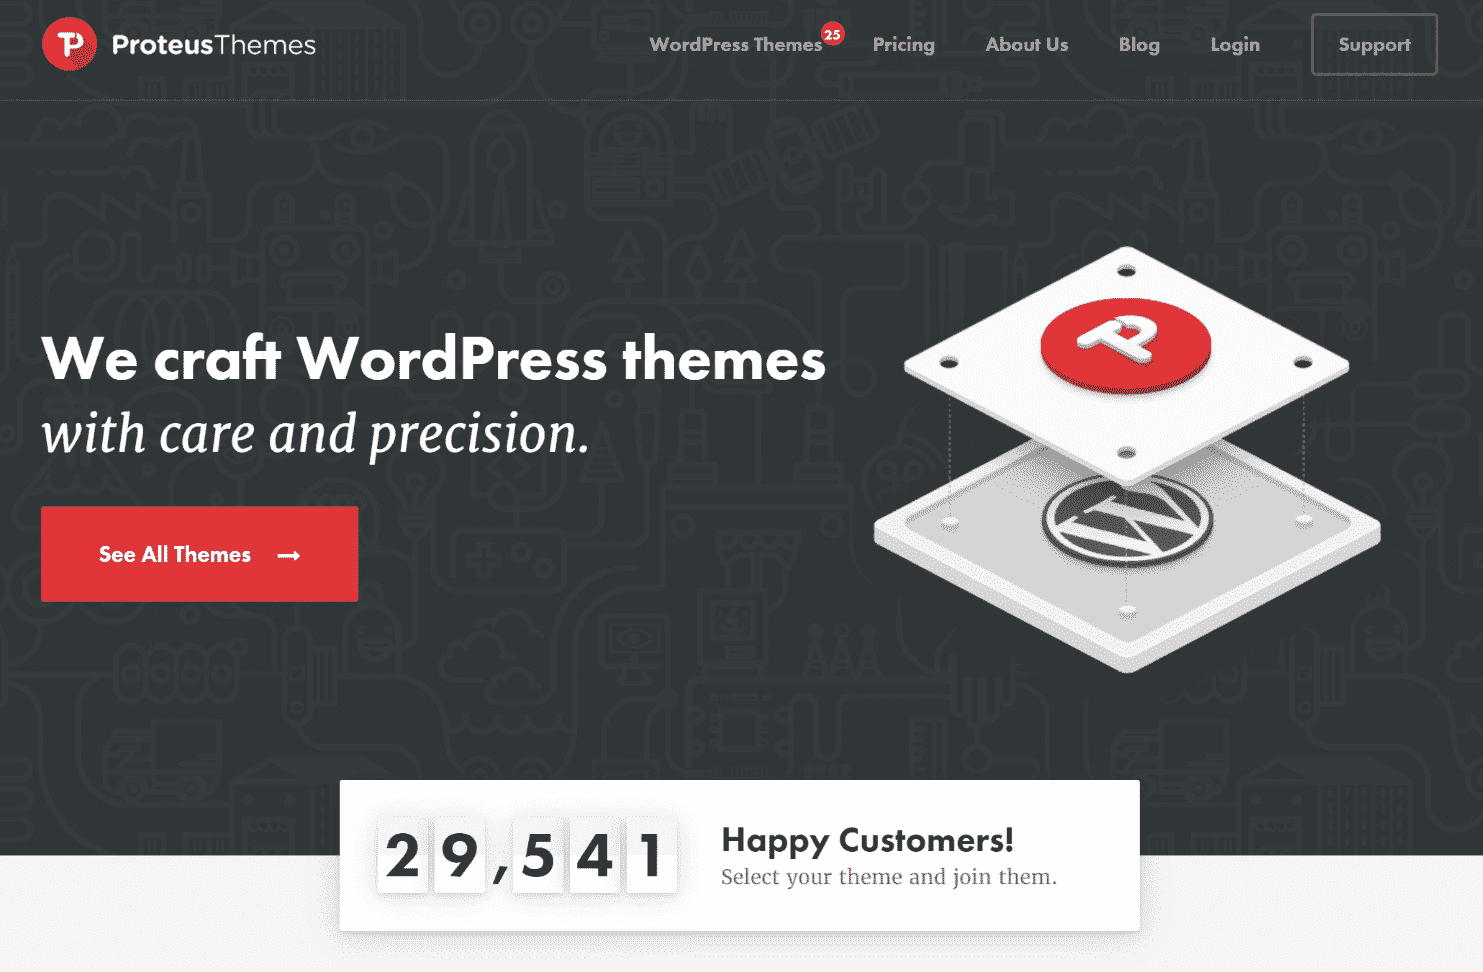 ProteusThemes
WordPress Themes 25 Pricing About Us Blog Login Support
We craft WordPress themes
with care and precision.
See All Themes →
29,541
Happy Customers!
Select your theme and join them.